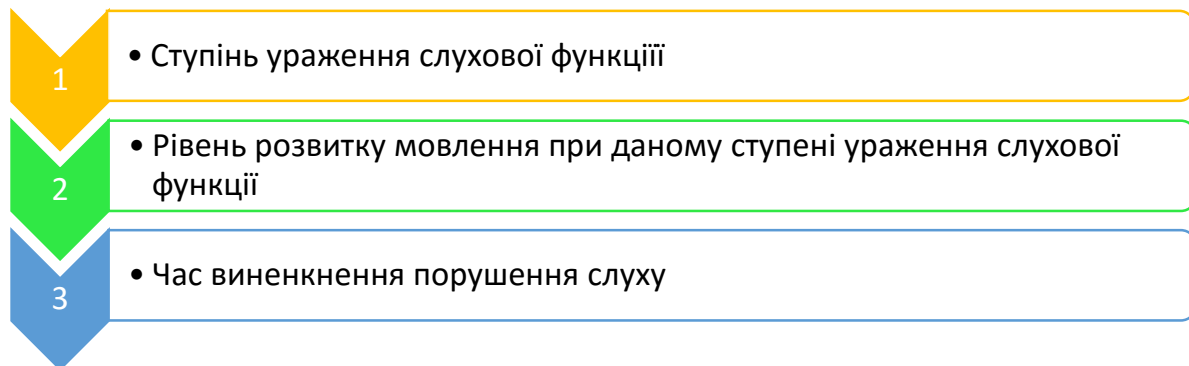 1
• Ступінь ураження слухової функціїї
2
• Рівень розвитку мовлення при даному ступені ураження слухової
функції
3
• Час виненкнення порушення слуху